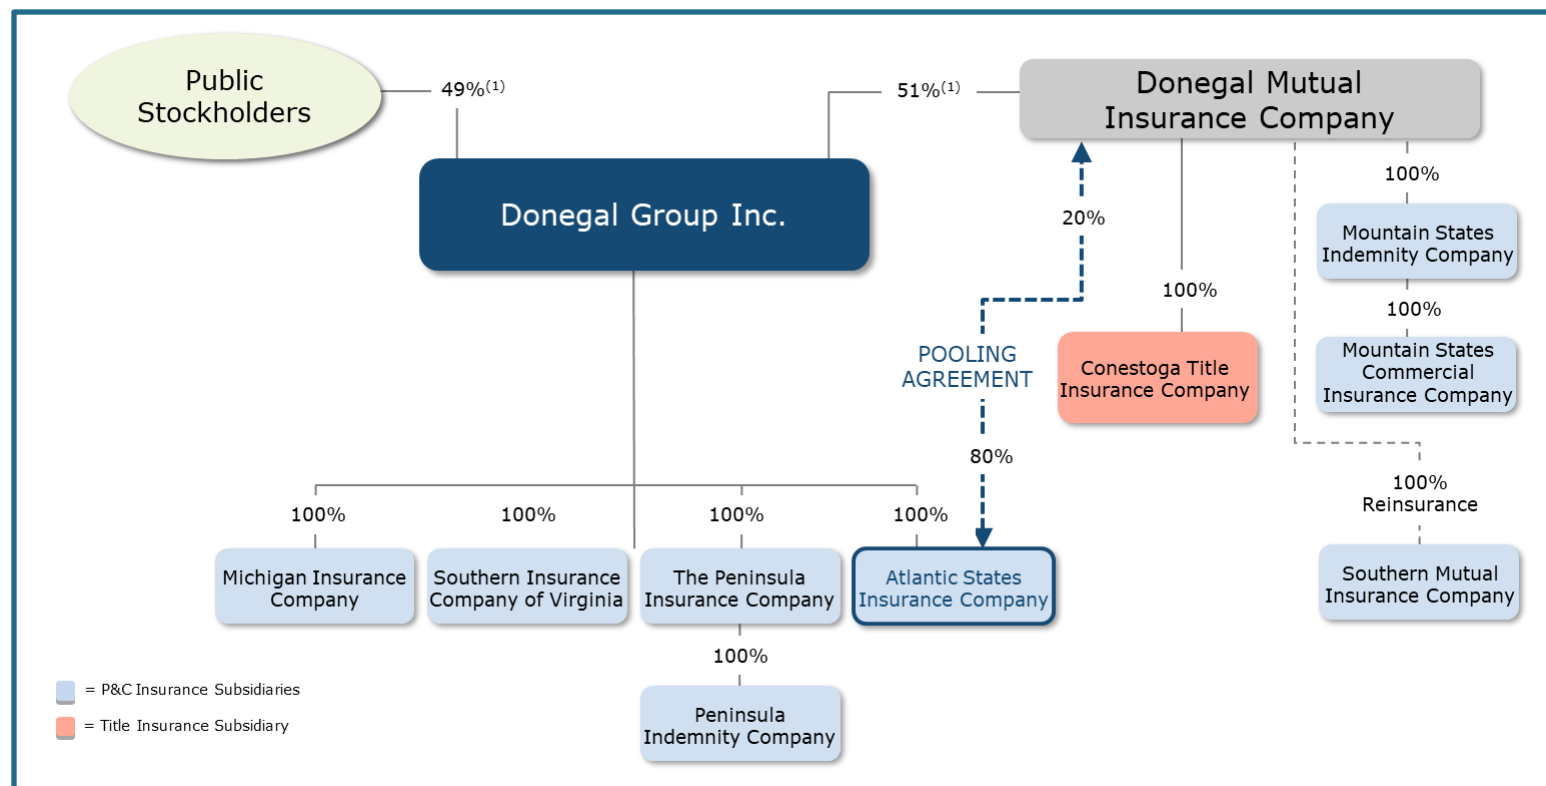 Public
Stockholders
49%(1)
51%(1)
Donegal Mutual
Insurance Company
Donegal Group Inc.
20%
100%
Mountain States
Indemnity Company
100%
100%
Mountain States
Commercial
Insurance Company
POOLING
AGREEMENT
Conestoga Title
Insurance Company
80%
100%
Reinsurance
100%
100%
100%
100%
Michigan Insurance
Company
Southern Insurance
Company of Virginia
The Peninsula
Insurance Company
Atlantic States
Insurance Company
Southern Mutual
Insurance Company
100%
Peninsula
Indemnity Company
= P&C Insurance Subsidiaries
= Title Insurance Subsidiary